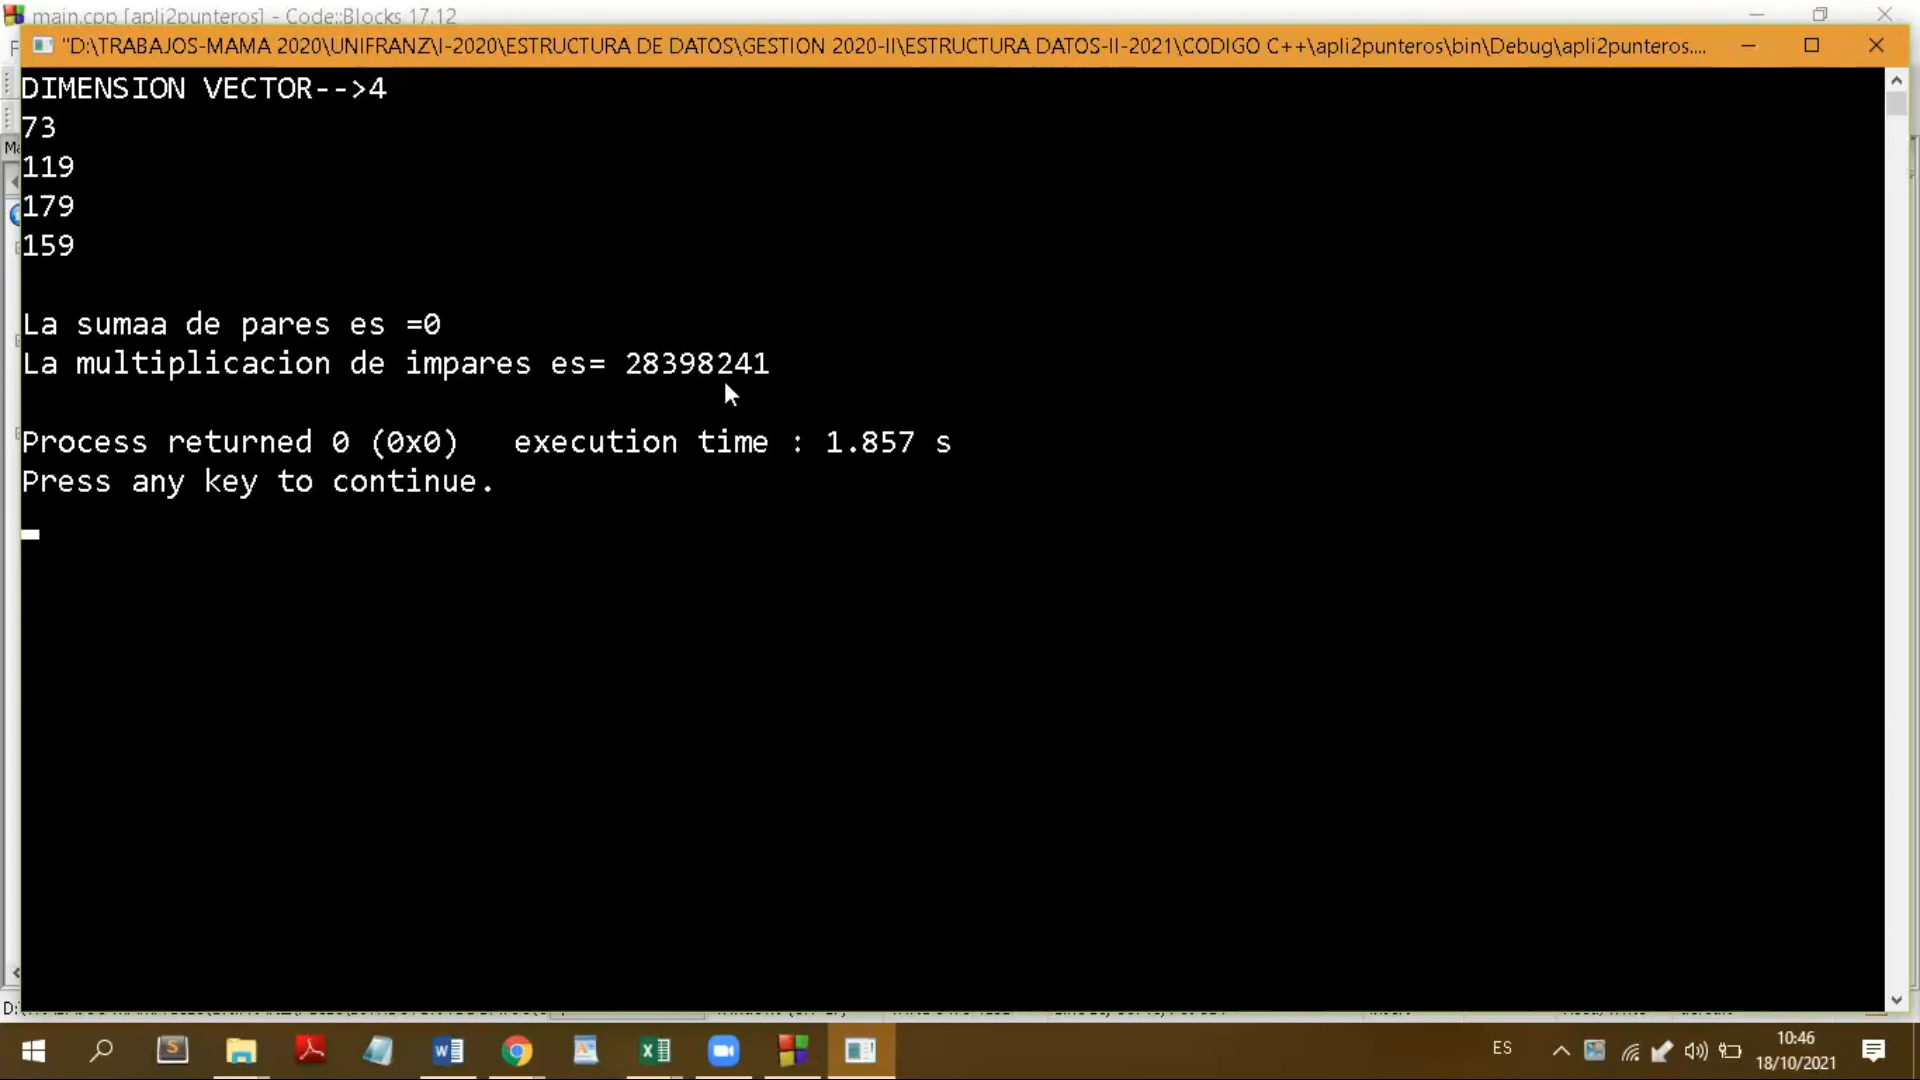 main.cpp [apli2punteros] - Code::Blocks 17.12
"D:\TRABAJOS-MAMA 2020\UNIFRANZ\I-2020\ESTRUCTURA DE DATOS\GESTION 2020-II\ESTRUCTURA DATOS-II-2021\CODIGO C++\apli2punteros\bin\Debug\apli2punteros....
DIMENSION VECTOR-->4
73
119
179
159
La sumaa de pares es =0
La multiplicacion de impares es= 28398241
Process returned 0 (0x0)   execution time : 1.857 s
Press any key to continue.
ES
10:46
18/10/2021